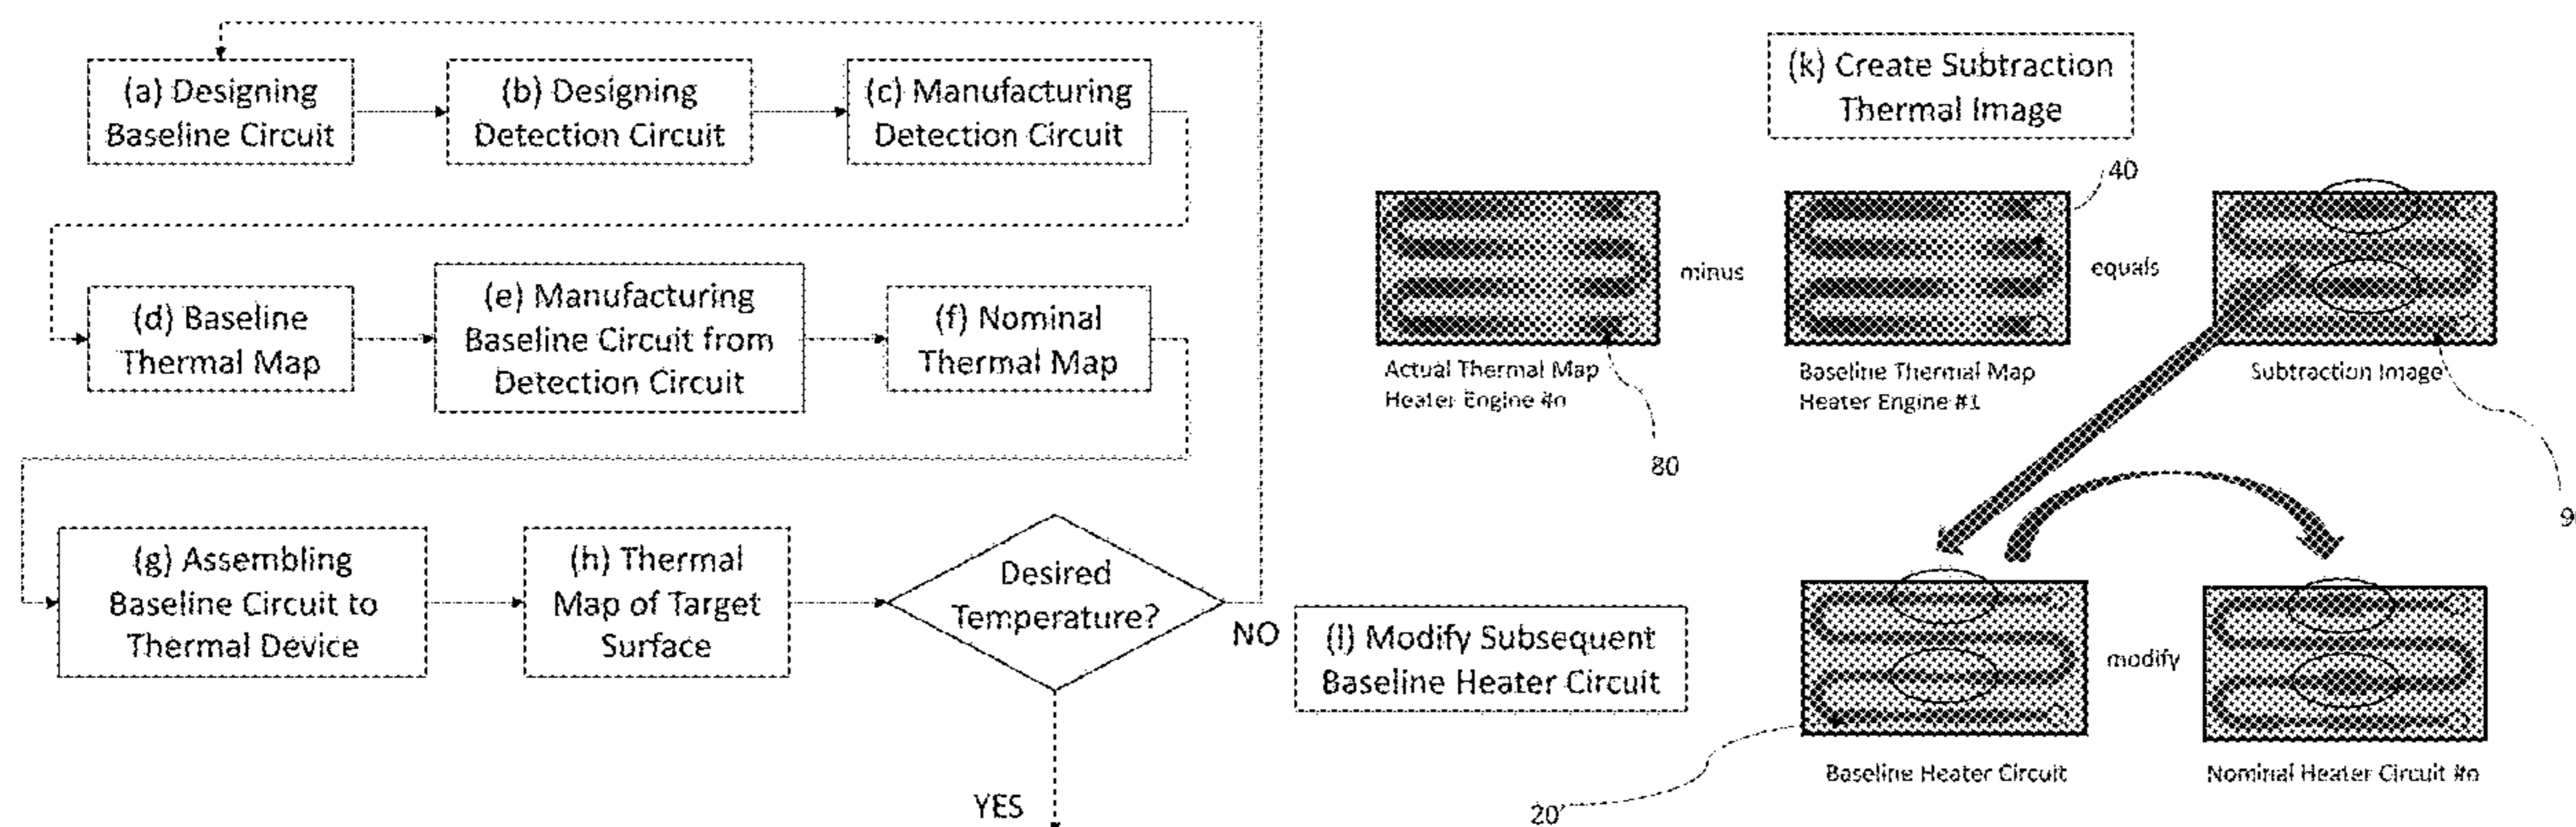 (a) Designing
Baseline Circuit
(b) Designing
Detection Circuit
(c) Manufacturing
Detection Circuit
(d) Baseline
Thermal Map
(e) Manufacturing
Baseline Circuit from
Detection Circuit
(f) Nominal
Thermal Map
(g) Assembling
Baseline Circuit to
Thermal Device
(h) Thermal
Map of Target
Surface
Desired
Temperature?
NO
YES
(k) Create Subtraction
Thermal Image
40
minus
equals
Actual Thermal Map
Heater Engine #n
Baseline Thermal Map
Heater Engine #1
Subtraction Image
80
9
(l) Modify Subsequent
Baseline Heater Circuit
modify
Baseline Heater Circuit
Nominal Heater Circuit #n
20